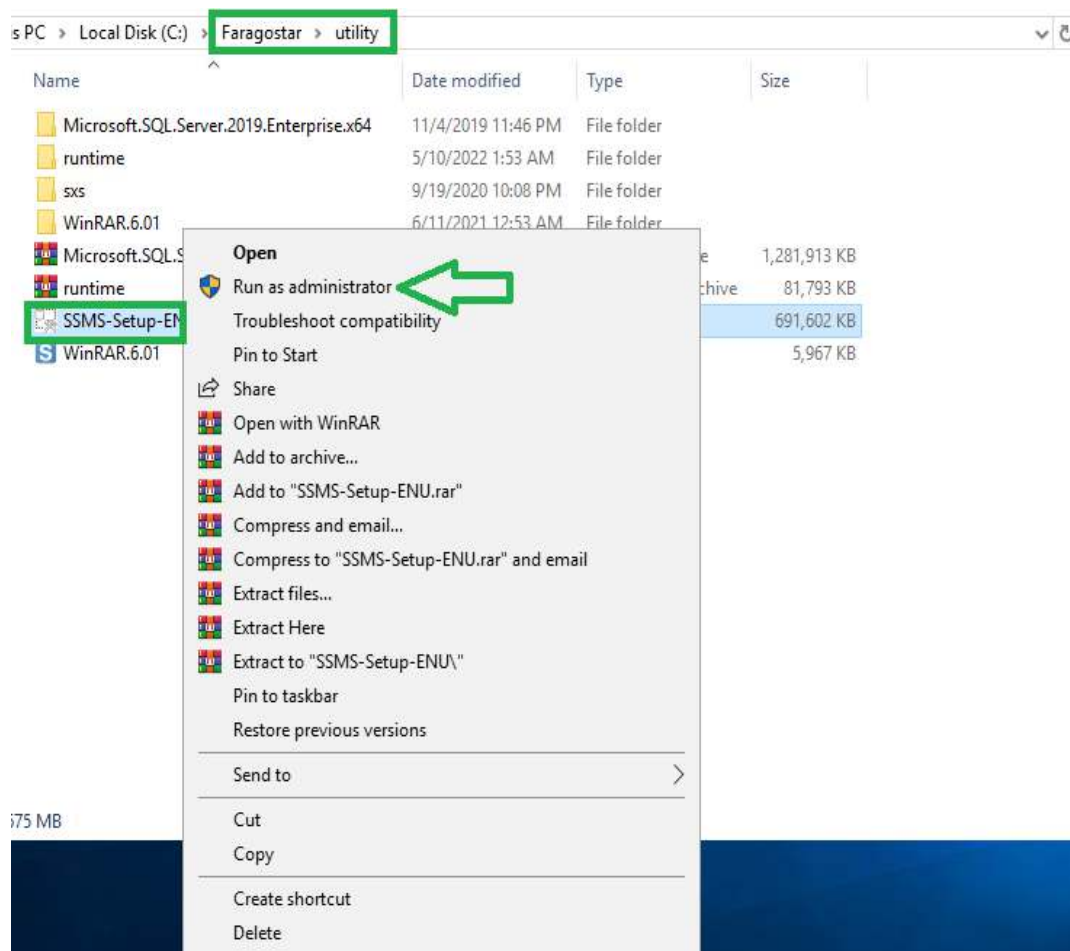 s PC > Local Disk (C:) > Faragostar > utility
Name Date modified Type Size
Microsoft.SQL.Server.2019.Enterprise.x64 11/4/2019 11:46 PM File folder
runtime 5/10/2022 1:53 AM File folder
sxs 9/19/2020 10:08 PM File folder
WinRAR.6.01 6/11/2021 12:53 AM File folder
Microsoft.SQL.S e 1,281,913 KB
runtime chive 81,793 KB
SSMS-Setup-EN 691,602 KB
WinRAR.6.01 5,967 KB
Open
Run as administrator
Troubleshoot compatibility
Pin to Start
Share
Open with WinRAR
Add to archive...
Add to "SSMS-Setup-ENU.rar"
Compress and email...
Compress to "SSMS-Setup-ENU.rar" and email
Extract files...
Extract Here
Extract to "SSMS-Setup-ENU\"
Pin to taskbar
Restore previous versions
Send to
Cut
Copy
Create shortcut
Delete
575 MB